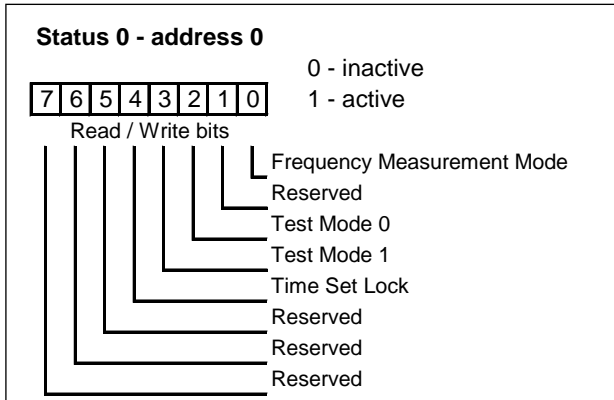 Status 0 - address 0
0 - inactive
1 - active
7 6 5 4 3 2 1 0
Read / Write bits
Frequency Measurement Mode
Reserved
Test Mode 0
Test Mode 1
Time Set Lock
Reserved
Reserved
Reserved